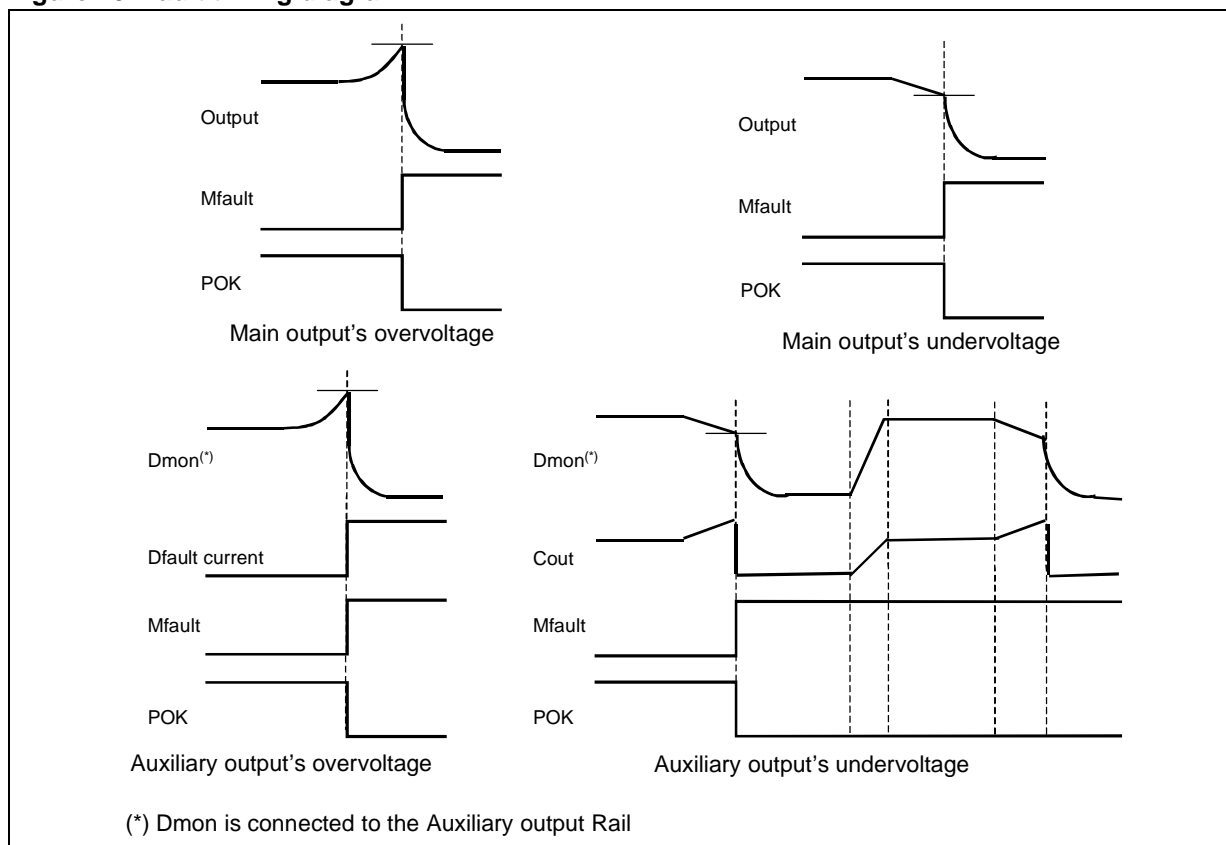 Output
Mfault
POK
Main output's overvoltage
Output
Mfault
POK
Main output's undervoltage
Dmon(*)
Dfault current
Mfault
POK
Auxiliary output's overvoltage
Dmon(*)
Cout
Mfault
POK
Auxiliary output's undervoltage
(*) Dmon is connected to the Auxiliary output Rail